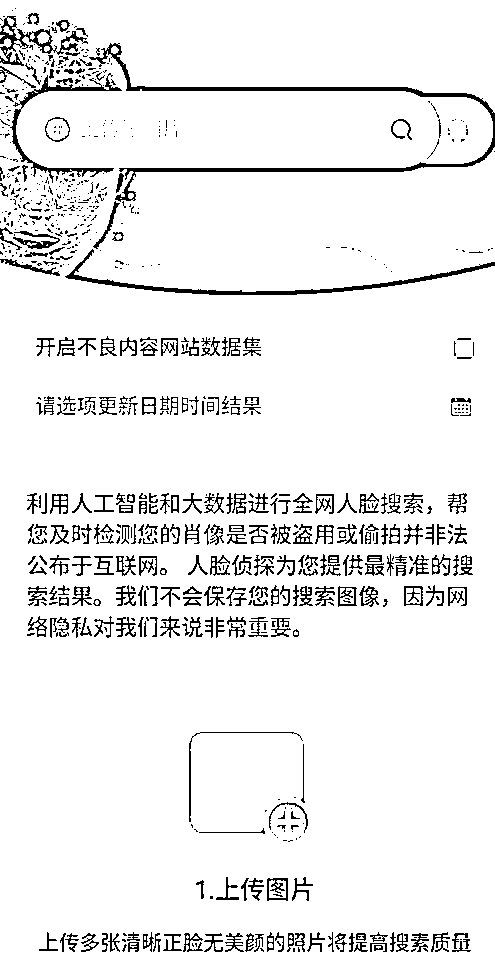 开启不良内容网站数据集
请选项更新日期时间结果
利用人工智能和大数据进行全网人脸搜索，帮
您及时检测您的肖像是否被盗用或偷拍并非法
公布于互联网。 人脸侦探为您提供最精准的搜
索结果。我们不会保存您的搜索图像，因为网
络隐私对我们来说非常重要。
1.上传图片
上传多张清晰正脸无美颜的照片将提高搜素质量